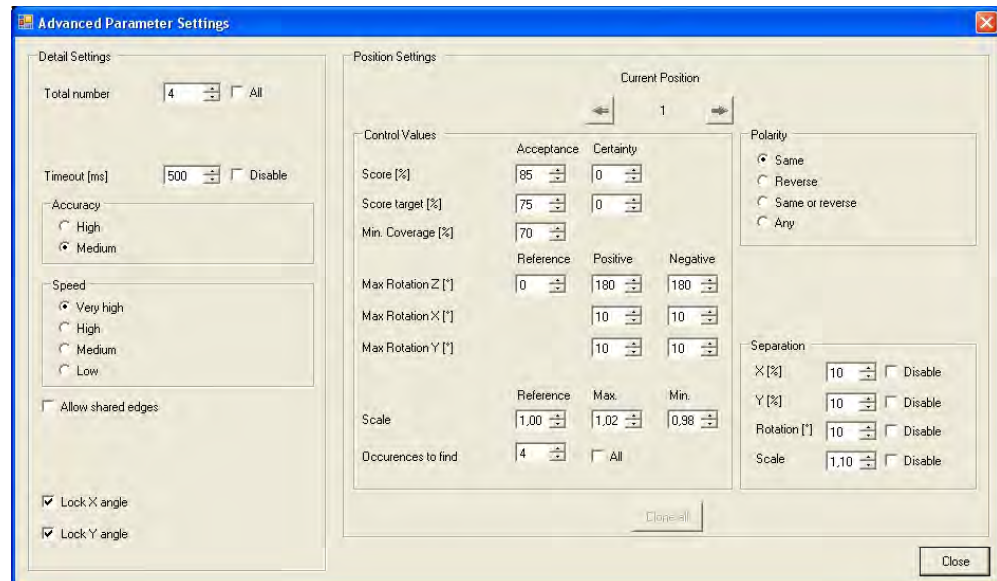 Advanced Parameter Settings
Detail Settings
Total number 4 All
Timeout [ms] 500 Disable
Accuracy
High
Medium
Speed
Very high
High
Medium
Low
Allow shared edges
Lock X angle
Lock Y angle
Position Settings
Current Position
1
Control Values
Acceptance Certainty
Score [%] 85 0
Score target [%] 75 0
Min. Coverage [%] 70
Reference Positive Negative
Max Rotation Z [°] 0 180 180
Max Rotation X [°] 10 10
Max Rotation Y [°] 10 10
Reference Max. Min.
Scale 1,00 1,02 0,98
Occurences to find 4 All
Polarity
Same
Reverse
Same or reverse
Any
Separation
X [%] 10 Disable
Y [%] 10 Disable
Rotation [°] 10 Disable
Scale 1,10 Disable
Clone all
Close